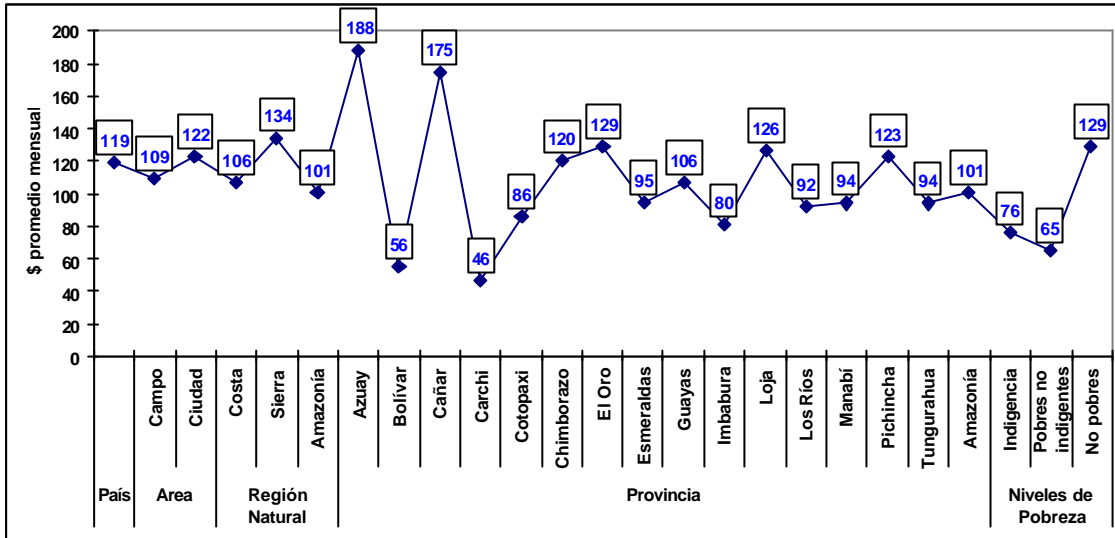 $ promedio mensual
200
180
160
140
120
100
80
60
40
20
0
119
109
122
106
134
101
188
56
175
46
86
120
129
95
106
80
126
92
94
123
94
101
76
65
129
Campo
Ciudad
Costa
Sierra
Amazonía
Azuay
Bolívar
Cañar
Carchi
Cotopaxi
Chimborazo
El Oro
Esmeraldas
Guayas
Imbabura
Loja
Los Ríos
Manabí
Pichincha
Tungurahua
Amazonía
Indigencia
Pobres no
indigentes
No pobres
País
Area
Región
Natural
Provincia
Niveles de
Pobreza